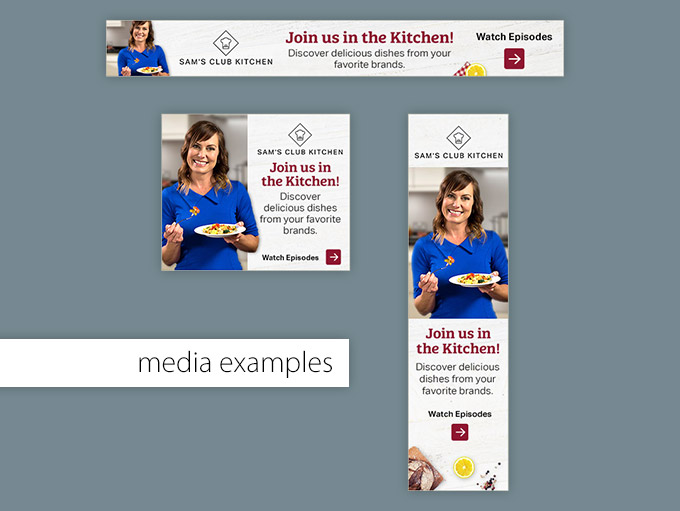 SAM'S CLUB KITCHEN
Join us in the Kitchen!
Discover delicious dishes from your
favorite brands.
Watch Episodes
SAM'S CLUB KITCHEN
Join us in
the Kitchen!
Discover
delicious dishes
from your favorite
brands.
Watch Episodes
SAM'S CLUB KITCHEN
Join us in
the Kitchen!
Discover delicious
dishes from your
favorite brands.
Watch Episodes
media examples